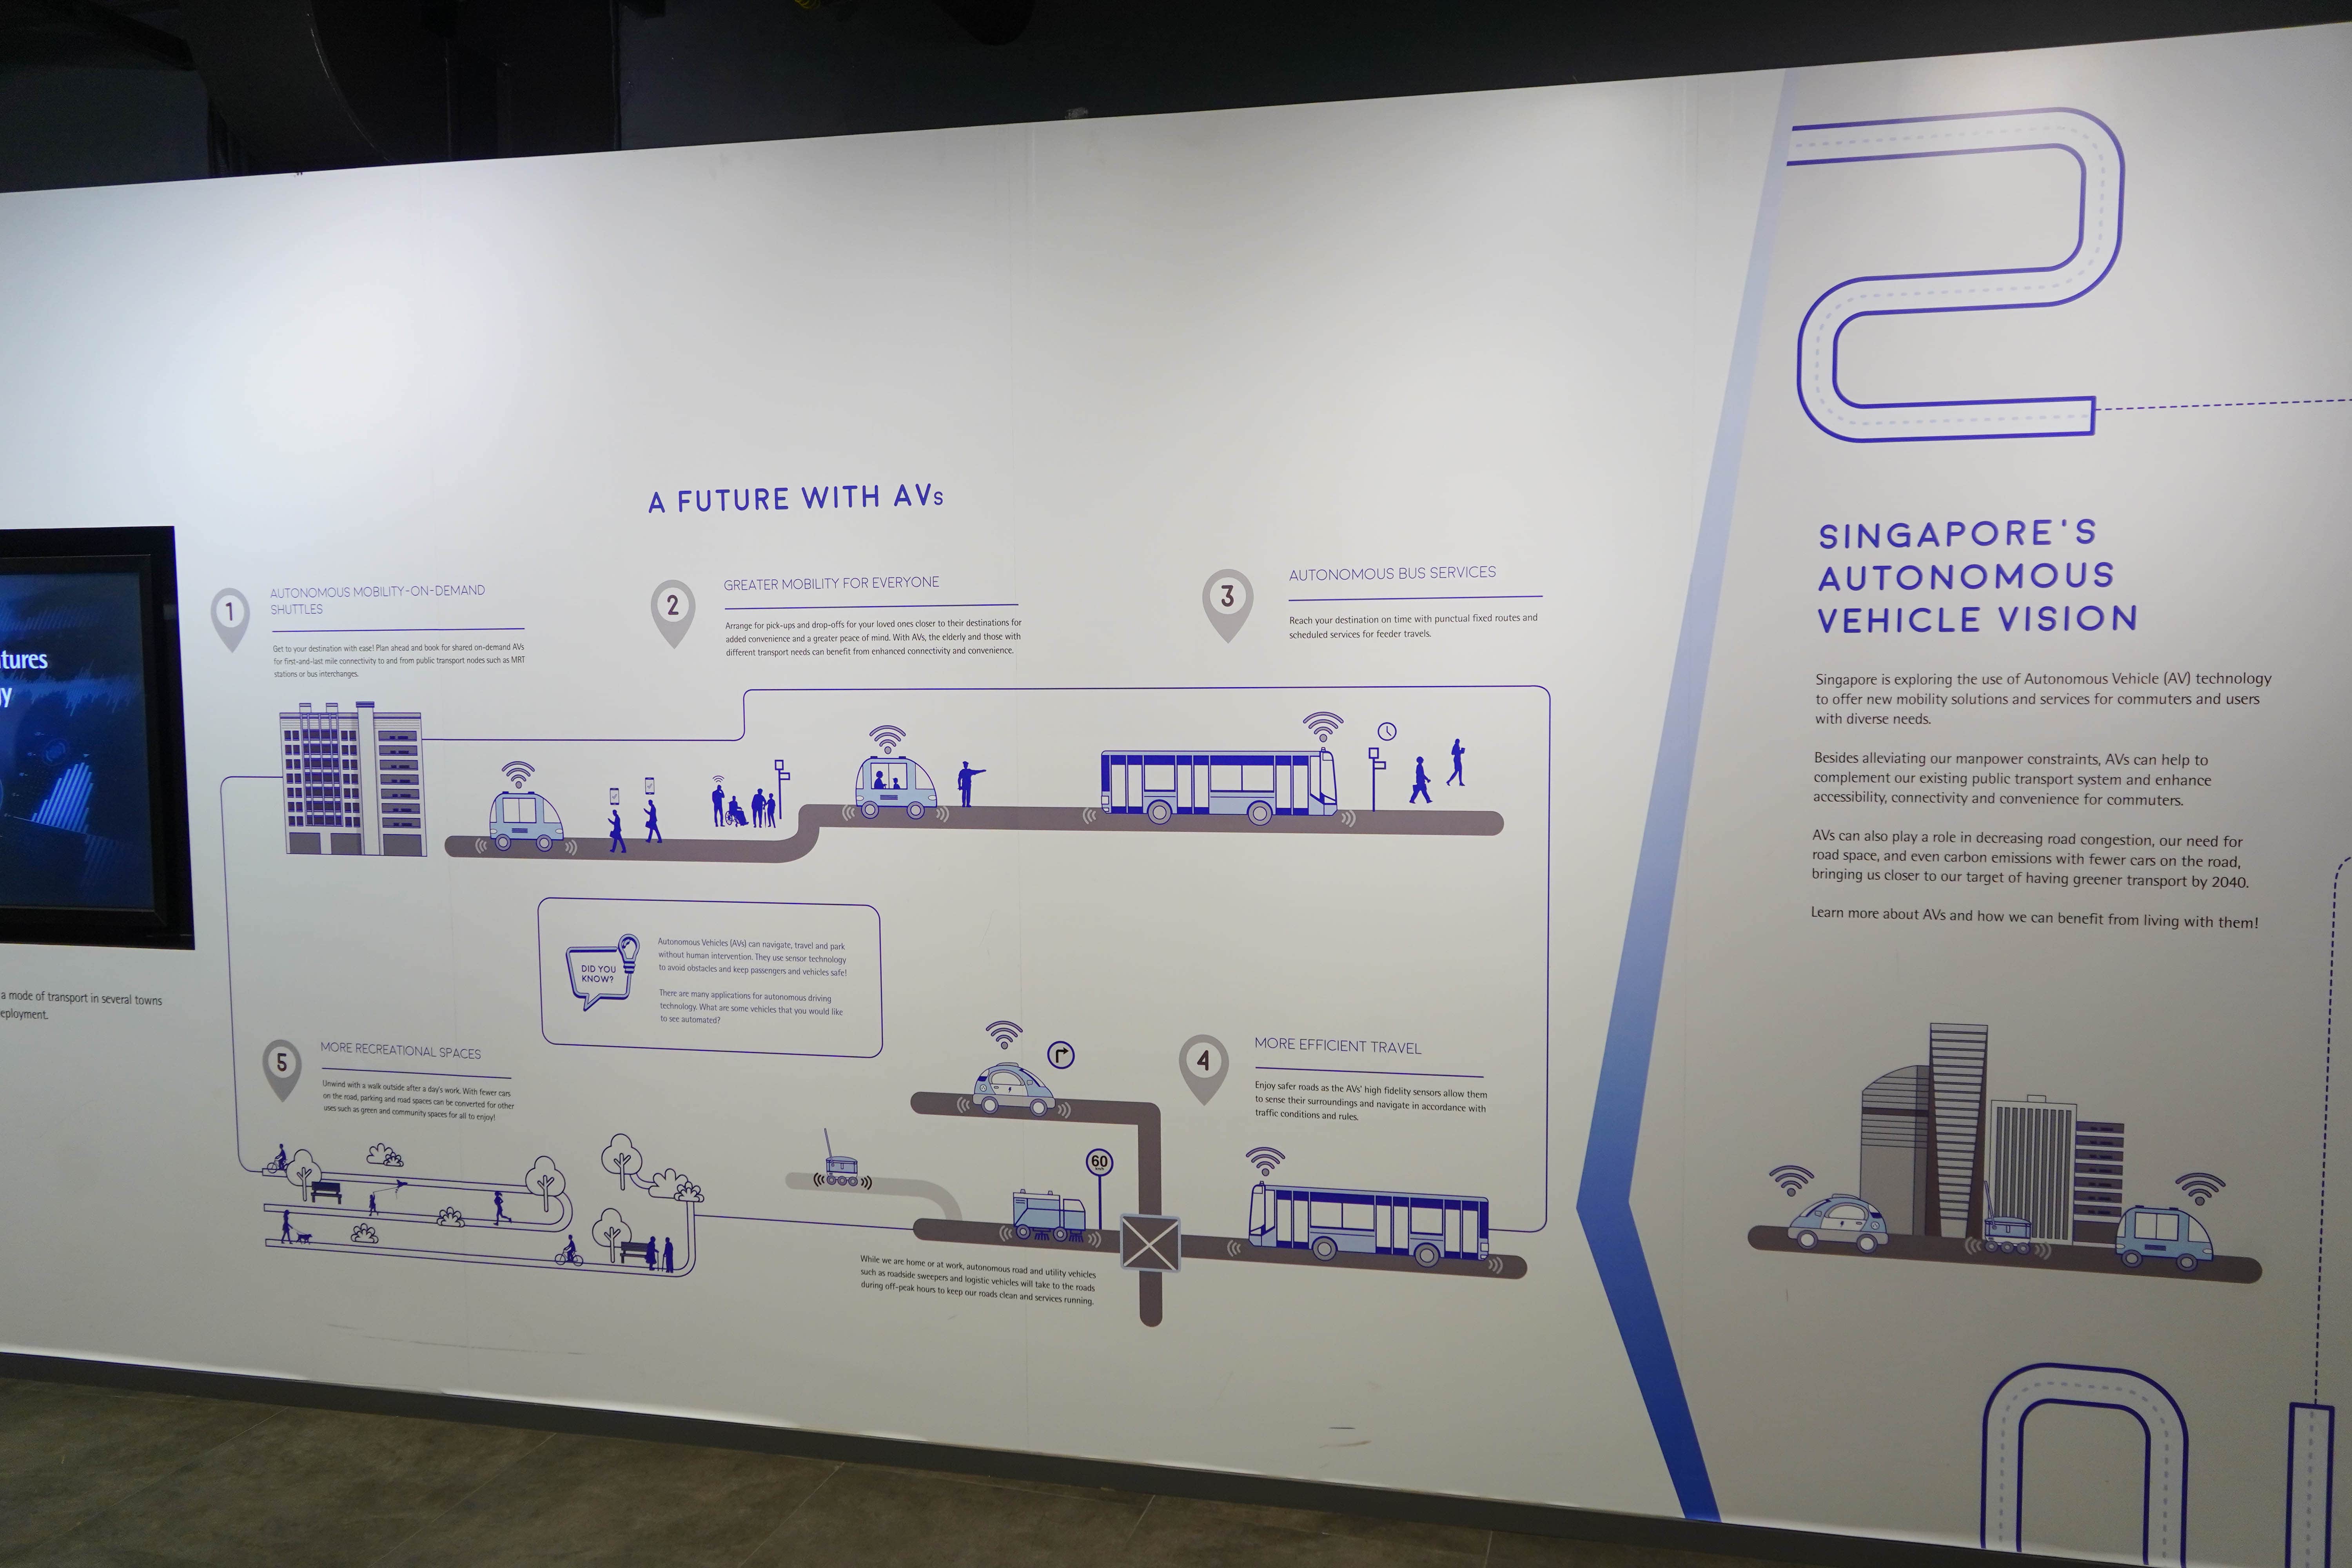 tures
y
a mode of transport in several towns
eployment.
A FUTURE WITH AVs
1
AUTONOMOUS MOBILITY-ON-DEMAND
SHUTTLES
Get to your destination with ease! Plan ahead and book for shared on-demand AVs
for first-and-last mile connectivity to and from public transport nodes such as MRT
stations or bus interchanges.
2
GREATER MOBILITY FOR EVERYONE
Arrange for pick-ups and drop-offs for your loved ones closer to their destinations for
added convenience and a greater peace of mind. With AVs, the elderly and those with
different transport needs can benefit from enhanced connectivity and convenience.
3
AUTONOMOUS BUS SERVICES
Reach your destination on time with punctual fixed routes and
scheduled services for feeder travels.
DID YOU
KNOW?
Autonomous Vehicles (AVs) can navigate, travel and park
without human intervention. They use sensor technology
to avoid obstacles and keep passengers and vehicles safe!
There are many applications for autonomous driving
technology. What are some vehicles that you would like
to see automated?
4
MORE EFFICIENT TRAVEL
Enjoy safer roads as the AVs' high fidelity sensors allow them
to sense their surroundings and navigate in accordance with
traffic conditions and rules.
60
While we are home or at work, autonomous road and utility vehicles
such as roadside sweepers and logistic vehicles will take to the roads
during off-peak hours to keep our roads clean and services running.
5
MORE RECREATIONAL SPACES
Unwind with a walk outside after a day's work. With fewer cars
on the road, parking and road spaces can be converted for other
uses such as green and community spaces for all to enjoy!
2
SINGAPORE'S
AUTONOMOUS
VEHICLE VISION
Singapore is exploring the use of Autonomous Vehicle (AV) technology
to offer new mobility solutions and services for commuters and users
with diverse needs.
Besides alleviating our manpower constraints, AVs can help to
complement our existing public transport system and enhance
accessibility, connectivity and convenience for commuters.
AVs can also play a role in decreasing road congestion, our need for
road space, and even carbon emissions with fewer cars on the road,
bringing us closer to our target of having greener transport by 2040.
Learn more about AVs and how we can benefit from living with them!